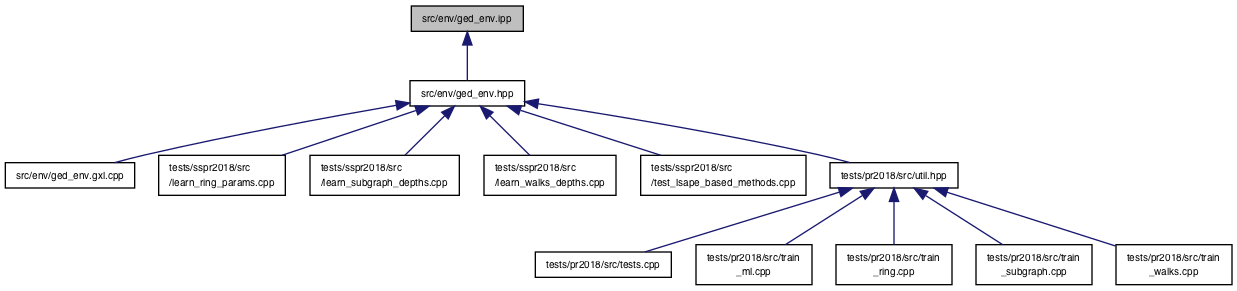 src/env/ged_env.ipp
src/env/ged_env.hpp
src/env/ged_env.gxl.cpp
tests/sspr2018/src
/learn_ring_params.cpp
tests/sspr2018/src
/learn_subgraph_depths.cpp
tests/sspr2018/src
/learn_walks_depths.cpp
tests/sspr2018/src
/test_lsape_based_methods.cpp
tests/pr2018/src/util.hpp
tests/pr2018/src/tests.cpp
tests/pr2018/src/train
_ml.cpp
tests/pr2018/src/train
_ring.cpp
tests/pr2018/src/train
_subgraph.cpp
tests/pr2018/src/train
_walks.cpp